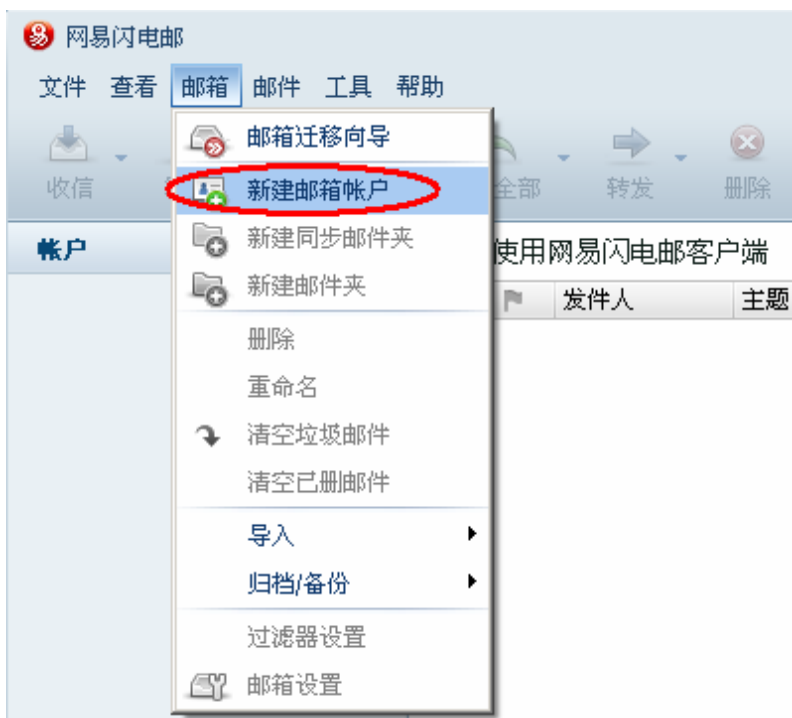 网易闪电邮
文件 查看 邮箱 邮件 工具 帮助
收信 全部 转发 删除
帐户
使用网易闪电邮客户端
发件人 主题
邮箱迁移向导
新建邮箱帐户
新建同步邮件夹
新建邮件夹
删除
重命名
清空垃圾邮件
清空已删邮件
导入
归档/备份
过滤器设置
邮箱设置